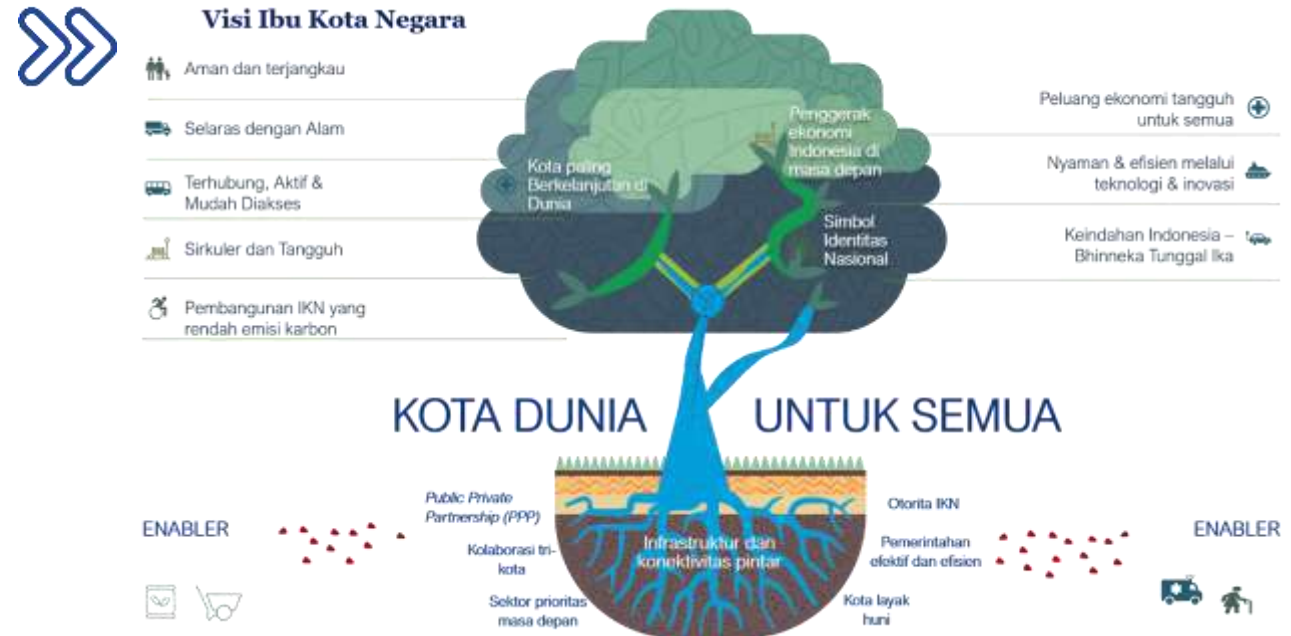 Visi Ibu Kota Negara
Aman dan terjangkau
Selaras dengan Alam
Terhubung, Aktif &
Mudah Diakses
Sirkuler dan Tangguh
Pembangunan IKN yang
rendah emisi karbon
Kota paling
Berkelanjutan di
Dunia
Penggerak
ekonomi
Indonesia di
masa depan
Simbol
Identitas
Nasional
Peluang ekonomi tangguh
untuk semua
Nyaman & efisien melalui
teknologi & inovasi
Keindahan Indonesia –
Bhinneka Tunggal Ika
KOTA DUNIA UNTUK SEMUA
ENABLER
Public Private
Partnership (PPP)
Kolaborasi tri-
kota
Sektor prioritas
masa depan
Infrastruktur dan
konektivitas pintar
Otorita IKN
Pemerintahan
efektif dan efisien
Kota layak
huni
ENABLER